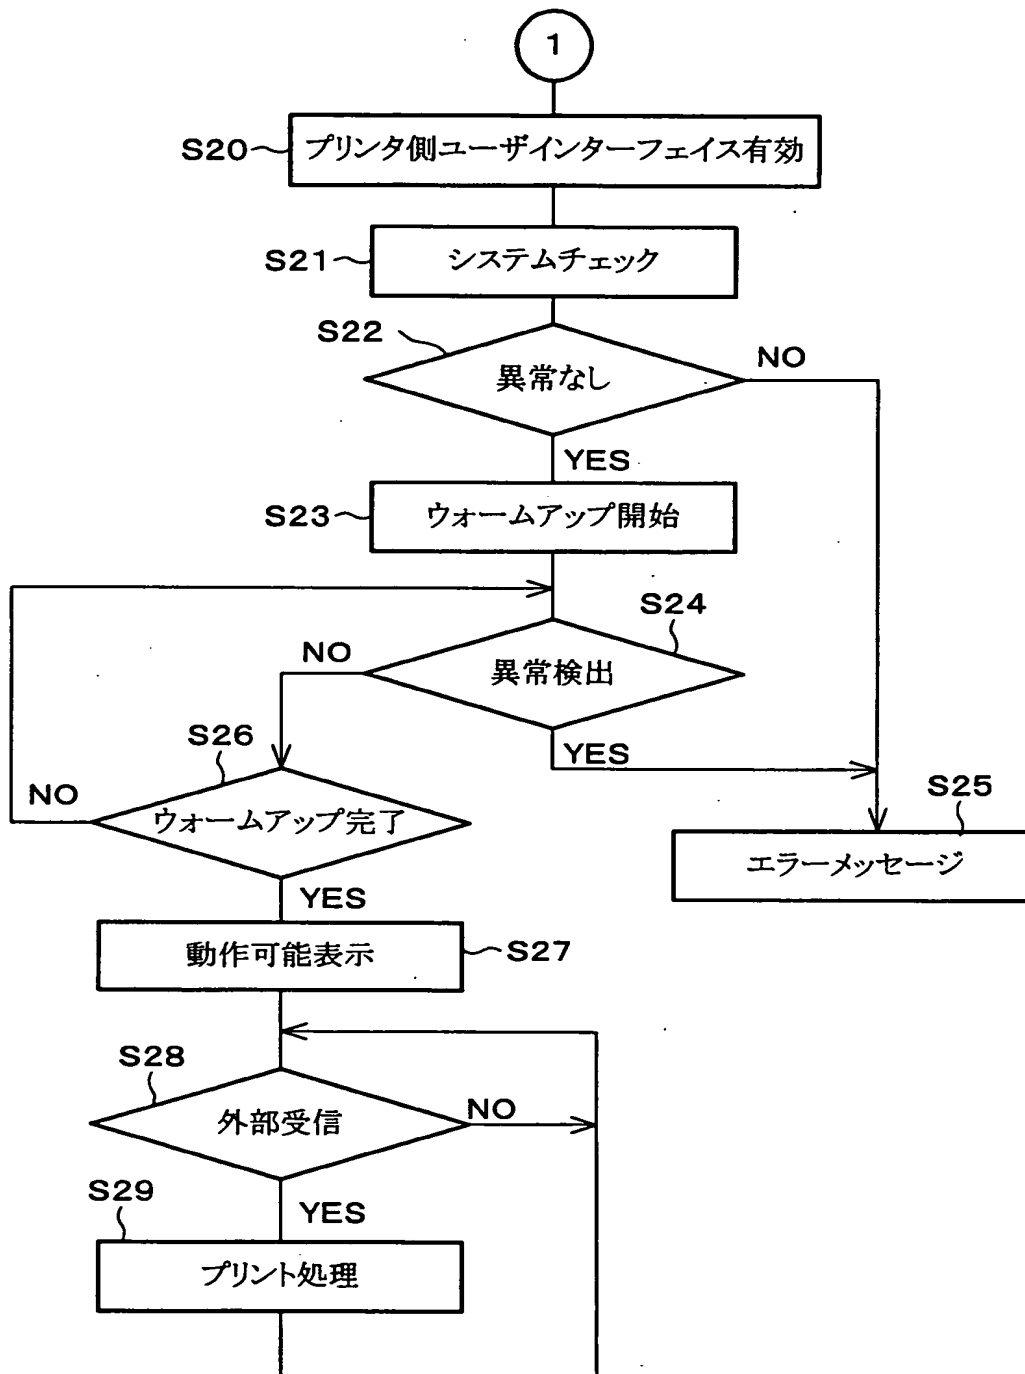 1
S20
プリンタ側ユーザインターフェイス有効
S21
システムチェック
S22
異常なし
NO
YES
S23
ウォームアップ開始
S24
異常検出
NO
YES
S26
ウォームアップ完了
NO
YES
S25
エラーメッセージ
動作可能表示
S27
S28
外部受信
NO
YES
S29
プリント処理